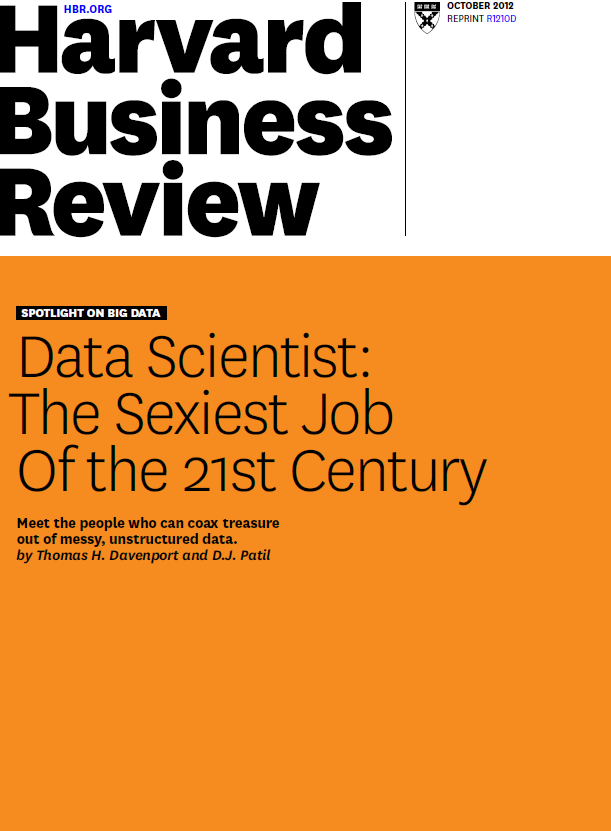 HBR.ORG
Harvard
Business
Review
OCTOBER 2012
REPRINT R1210D
SPOTLIGHT ON BIG DATA
Data Scientist:
The Sexiest Job
Of the 21st Century
Meet the people who can coax treasure
out of messy, unstructured data.
by Thomas H. Davenport and D.J. Patil